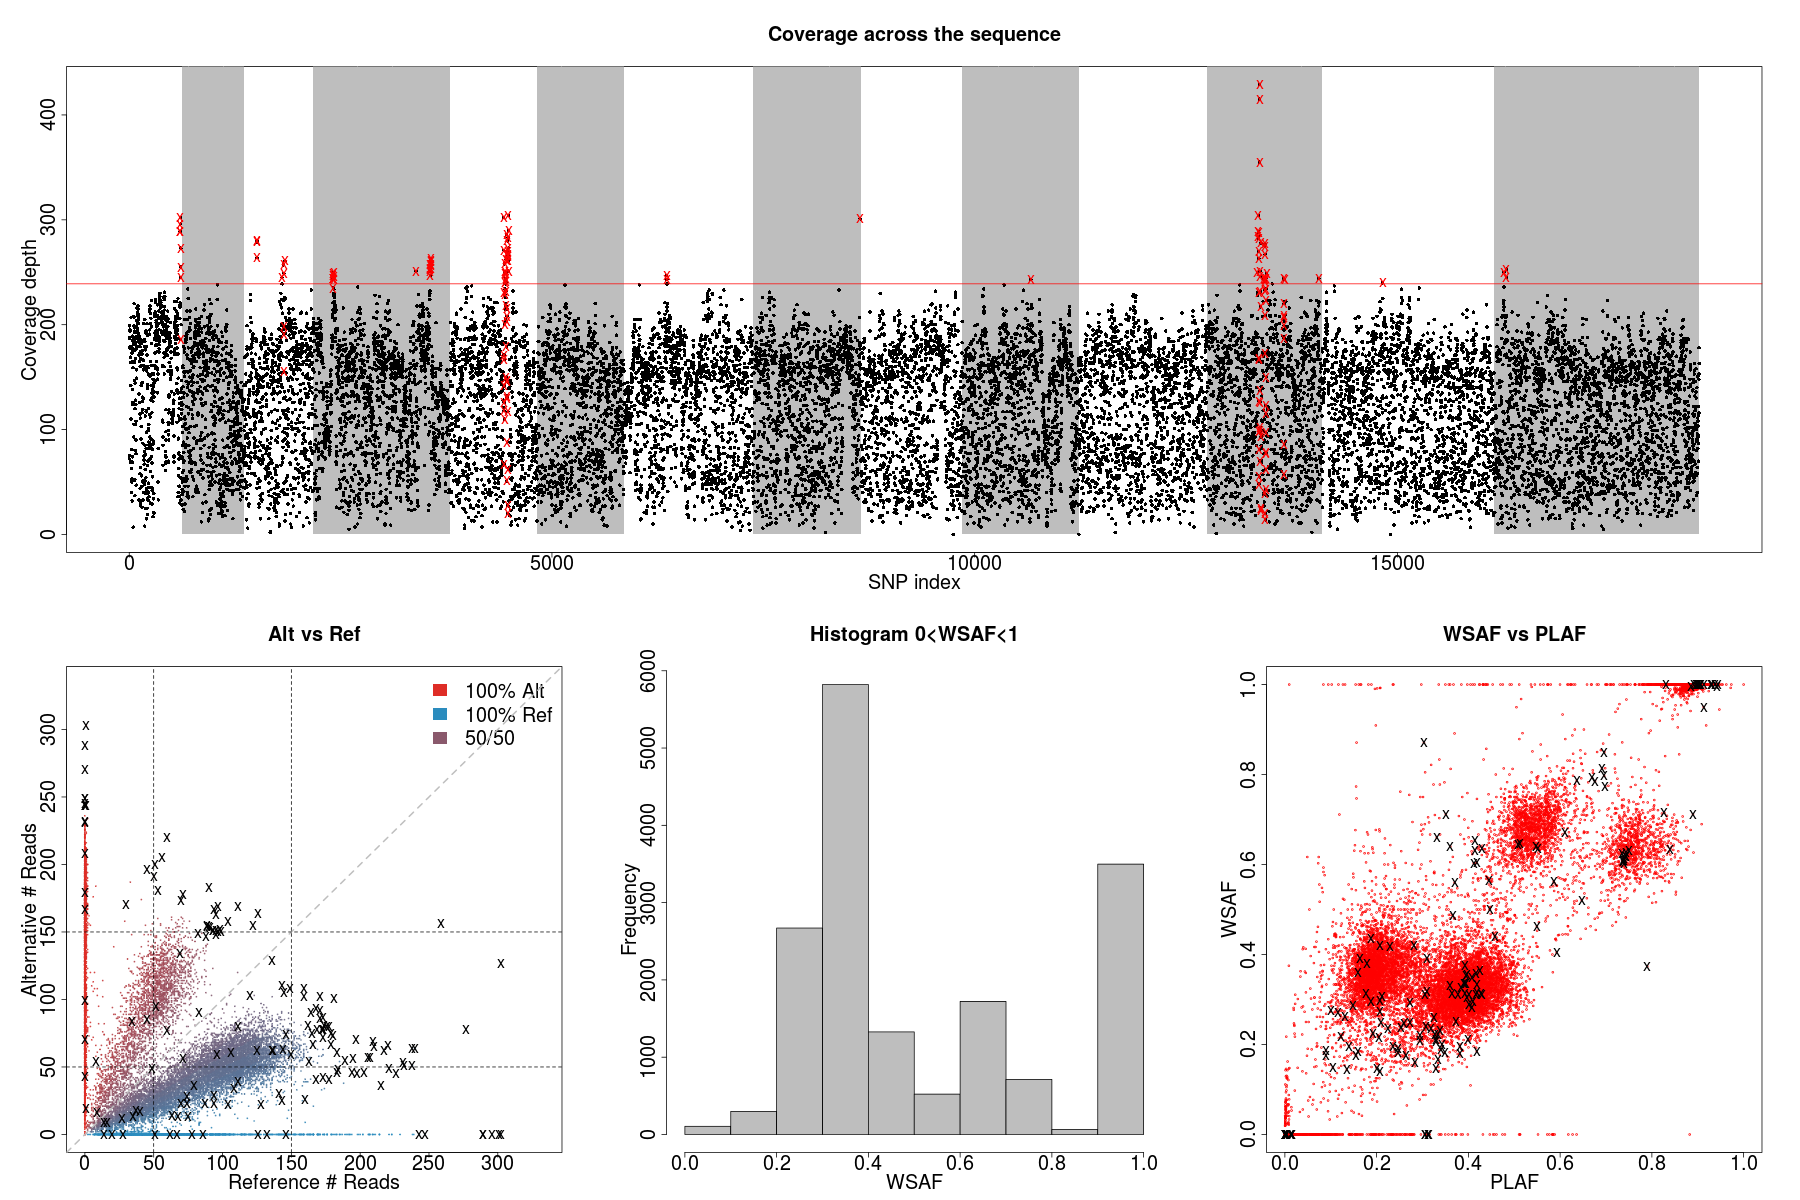 Coverage across the sequence
Coverage depth
400
300
200
100
0
0 5000 10000 15000
SNP index
Alt vs Ref
Alternative # Reads
300
250
200
150
100
50
0
100% Alt
100% Ref
50/50
0 50 100 150 200 250 300
Reference # Reads
Histogram 0<WSAF<1
Frequency
6000
5000
4000
3000
2000
1000
0
0.0 0.2 0.4 0.6 0.8 1.0
WSAF
WSAF vs PLAF
WSAF
1.0
0.8
0.6
0.4
0.2
0.0
0.0 0.2 0.4 0.6 0.8 1.0
PLAF